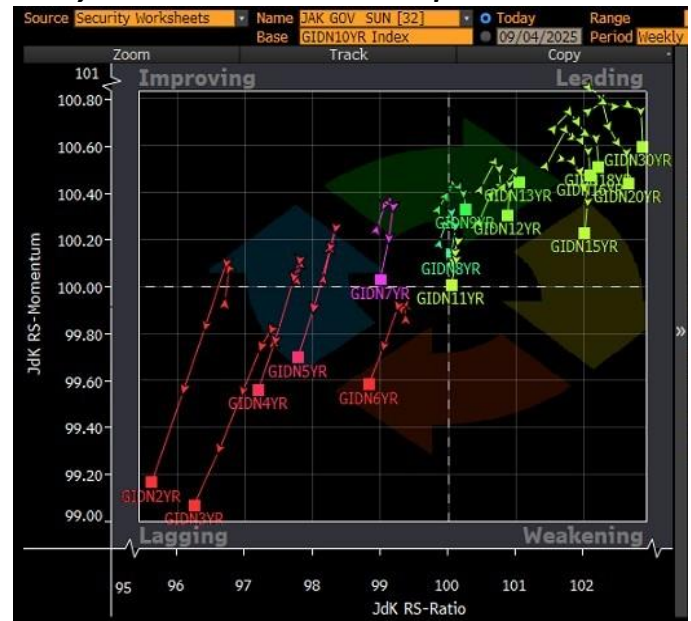 Source Security Worksheets Name JAK GOV SUN [32] Today Range
Base GIDN10YR Index 09/04/2025 Period Weekly
Zoom Track Copy
101 Improving Leading
100.80
100.60
100.40
100.20
100.00
99.80
99.60
99.40
99.20
99.00
JdK RS-Momentum
GIDN30YR
GIDN20YR
GIDN15YR
GIDN13YR
GIDN12YR
GIDN9YR
GIDN8YR
GIDN11YR
GIDN7YR
GIDN5YR
GIDN6YR
GIDN4YR
GIDN2YR
GIDN3YR
Lagging Weakening
95 96 97 98 99 100 101 102
JdK RS-Ratio
»